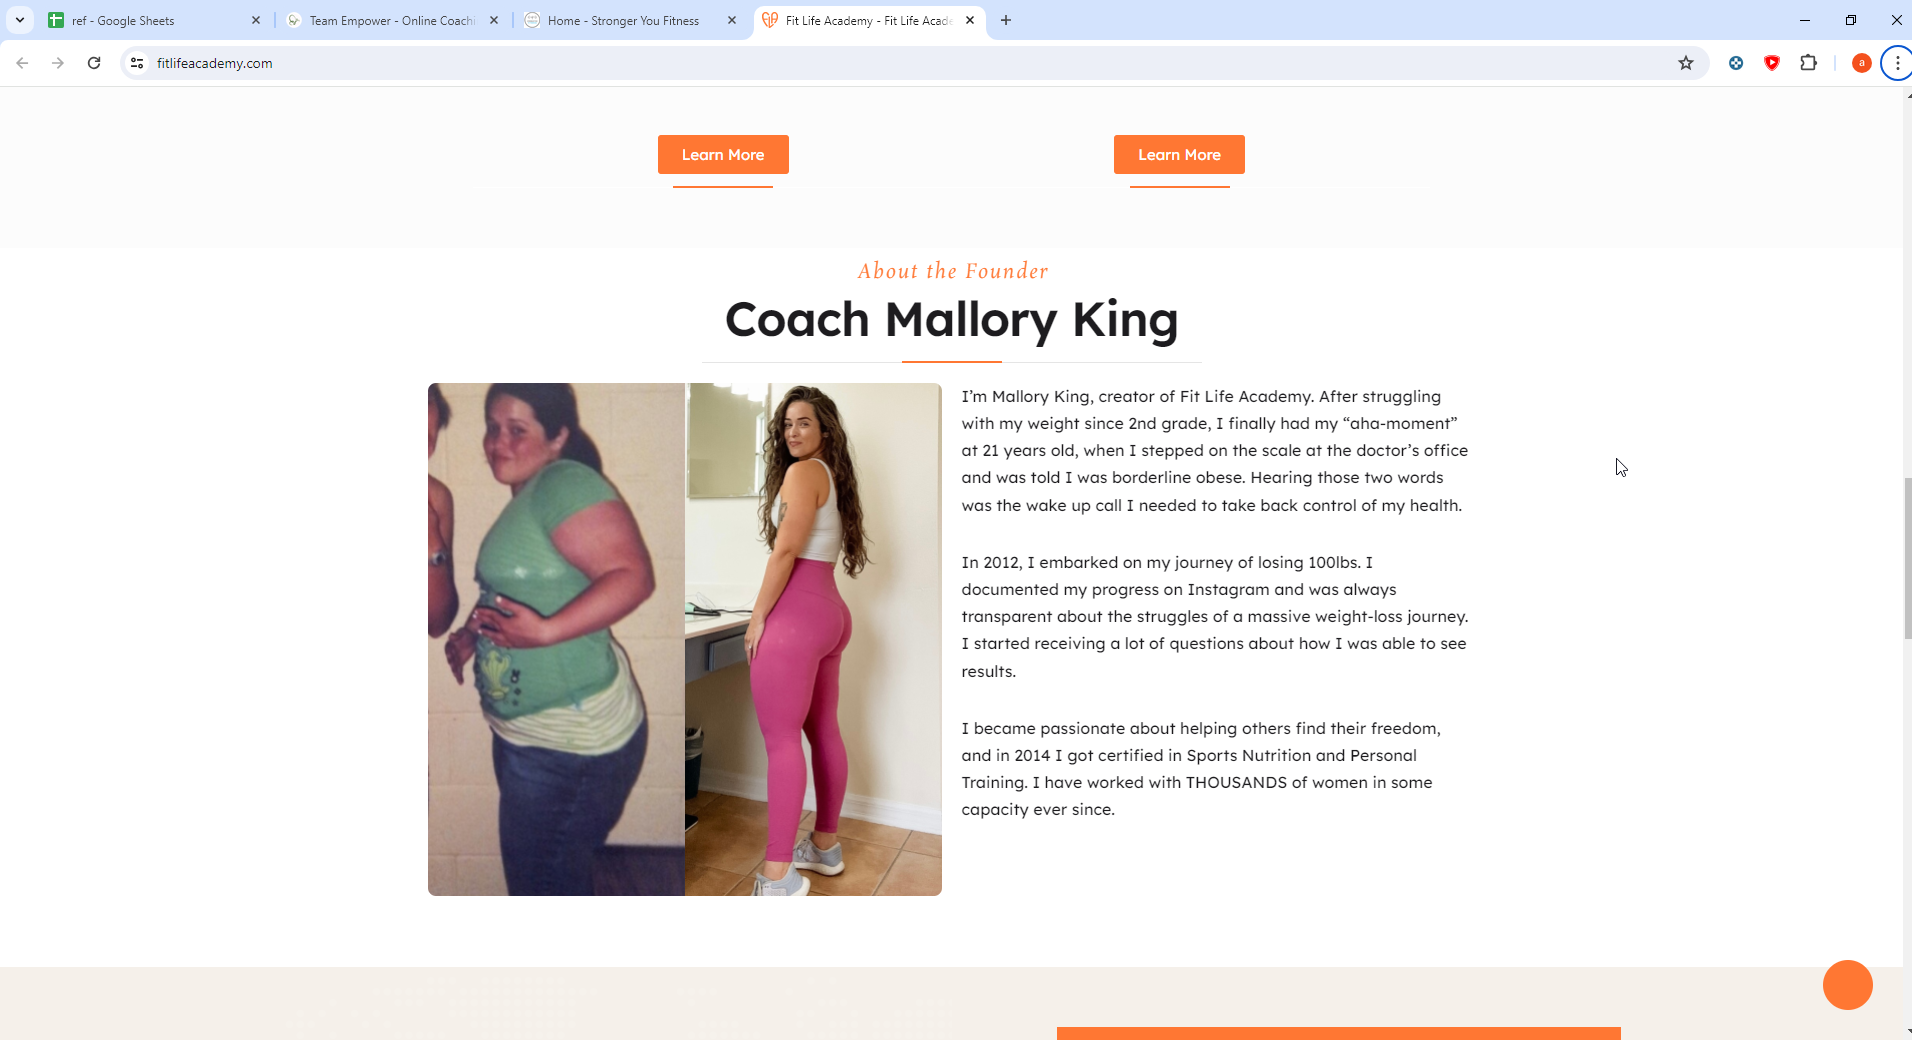 ref - Google Sheets
Team Empower - Online Coachi
Home - Stronger You Fitness
Fit Life Academy - Fit Life Acade
fitlifeacademy.com
a
Learn More
Learn More
About the Founder
Coach Mallory King
I’m Mallory King, creator of Fit Life Academy. After struggling
with my weight since 2nd grade, I finally had my “aha-moment”
at 21 years old, when I stepped on the scale at the doctor’s office
and was told I was borderline obese. Hearing those two words
was the wake up call I needed to take back control of my health.
In 2012, I embarked on my journey of losing 100lbs. I
documented my progress on Instagram and was always
transparent about the struggles of a massive weight-loss journey.
I started receiving a lot of questions about how I was able to see
results.
I became passionate about helping others find their freedom,
and in 2014 I got certified in Sports Nutrition and Personal
Training. I have worked with THOUSANDS of women in some
capacity ever since.